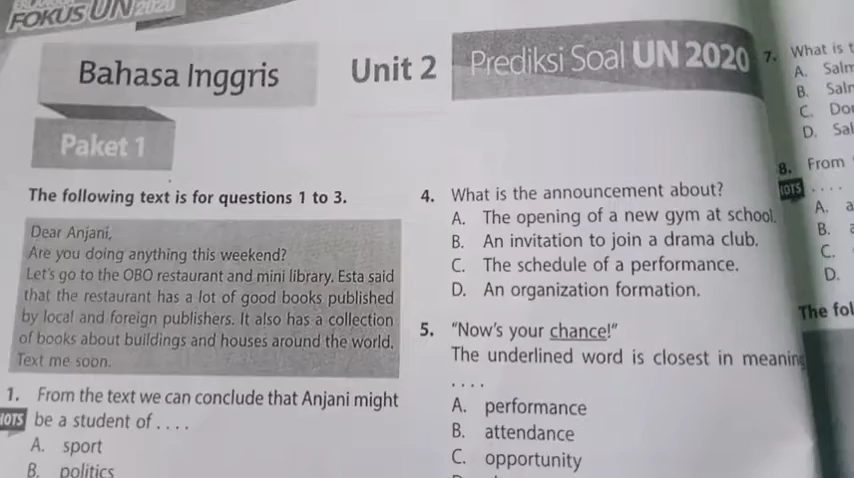 FOKUS UN 2020
Bahasa Inggris
Unit 2
Prediksi Soal UN 2020
Paket 1
The following text is for questions 1 to 3.
Dear Anjani,
Are you doing anything this weekend?
Let's go to the OBO restaurant and mini library. Esta said
that the restaurant has a lot of good books published
by local and foreign publishers. It also has a collection
of books about buildings and houses around the world.
Text me soon.
1. From the text we can conclude that Anjani might
HOTS be a student of . . . .
A. sport
B. politics
4. What is the announcement about?
A. The opening of a new gym at school.
B. An invitation to join a drama club.
C. The schedule of a performance.
D. An organization formation.
5. "Now's your chance!"
The underlined word is closest in meaning
. . . .
A. performance
B. attendance
C. opportunity
7. What is
A.
B.
C.
D.
8. From
HOTS . . . .
A.
B.
C.
D.
The